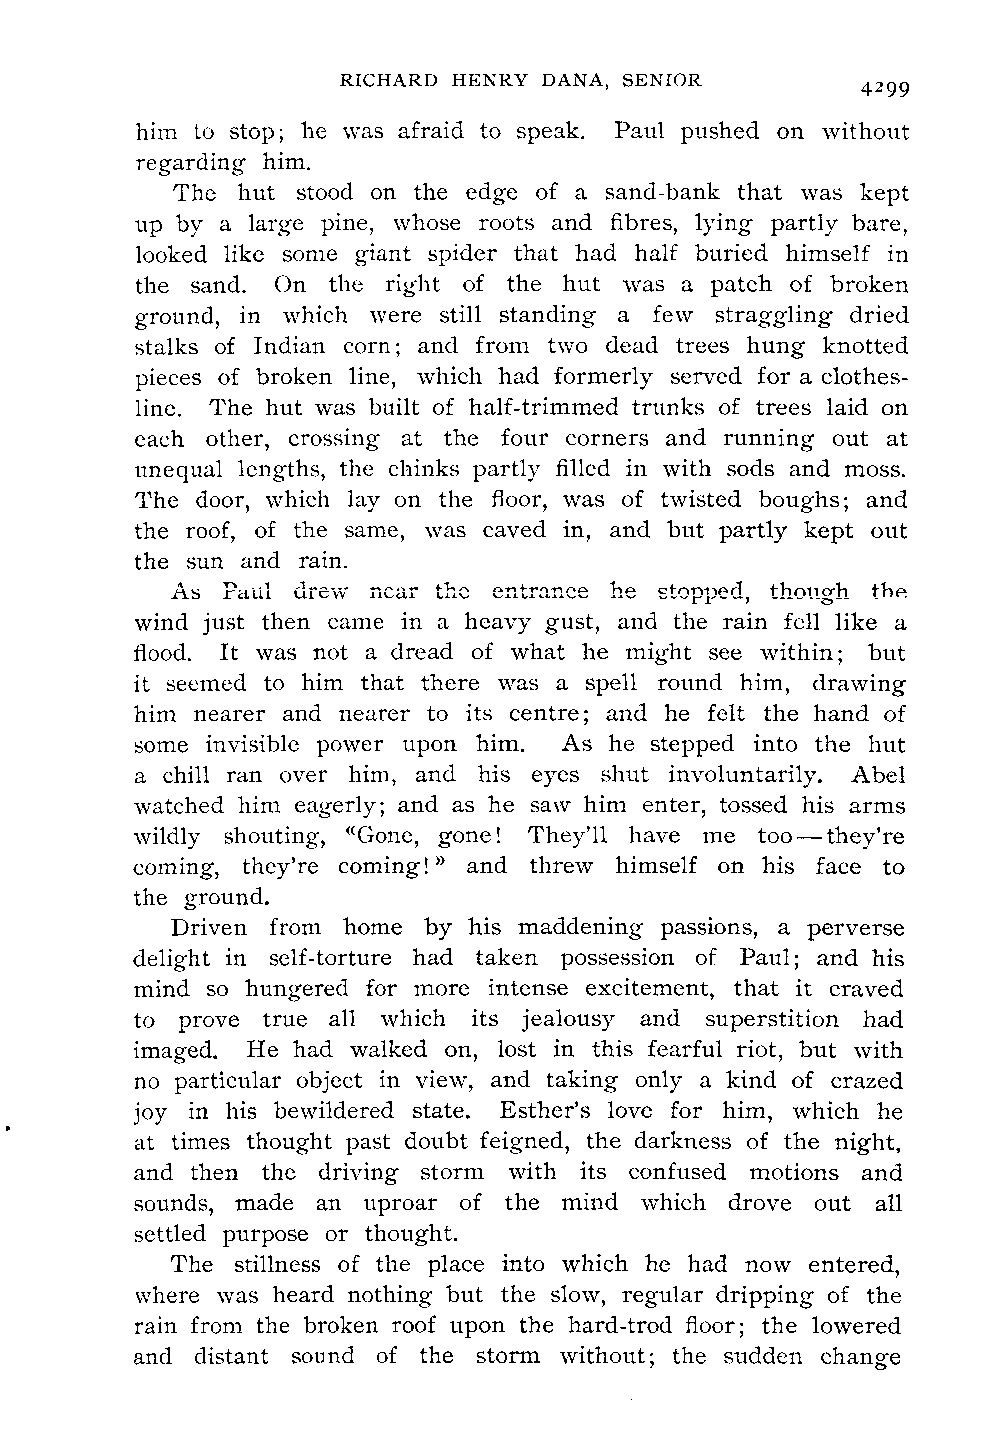 RICHARD HENRY DANA, SENIOR
4299
him to stop; he was afraid to speak. Paul pushed on without
regarding him.
The hut stood on the edge of a sand-bank that was kept
up by a large pine, whose roots and fibres, lying partly bare,
looked like some giant spider that had half buried himself in
the sand. On the right of the hut was a patch of broken
ground, in which were still standing a few straggling dried
stalks of Indian corn; and from two dead trees hung knotted
pieces of broken line, which had formerly served for a clothes-
line. The hut was built of half-trimmed trunks of trees laid on
each other, crossing at the four corners and running out at
unequal lengths, the chinks partly filled in with sods and moss.
The door, which lay on the floor, was of twisted boughs; and
the roof, of the same, was caved in, and but partly kept out
the sun and rain.
As Paul drew near the entrance he stopped, though the
wind just then came in a heavy gust, and the rain fell like a
flood. It was not a dread of what he might see within; but
it seemed to him that there was a spell round him, drawing
him nearer and nearer to its centre; and he felt the hand of
some invisible power upon him. As he stepped into the hut
a chill ran over him, and his eyes shut involuntarily. Abel
watched him eagerly; and as he saw him enter, tossed his arms
wildly shouting, «Gone, gone! They'll have me too—they're
coming, they're coming!» and threw himself on his face to
the ground.
Driven from home by his maddening passions, a perverse
delight in self-torture had taken possession of Paul; and his
mind so hungered for more intense excitement, that it craved
to prove true all which its jealousy and superstition had
imaged. He had walked on, lost in this fearful riot, but with
no particular object in view, and taking only a kind of crazed
joy in his bewildered state. Esther's love for him, which he
at times thought past doubt feigned, the darkness of the night,
and then the driving storm with its confused motions and
sounds, made an uproar of the mind which drove out all
settled purpose or thought.
The stillness of the place into which he had now entered,
where was heard nothing but the slow, regular dripping of the
rain from the broken roof upon the hard-trod floor; the lowered
and distant sound of the storm without; the sudden change